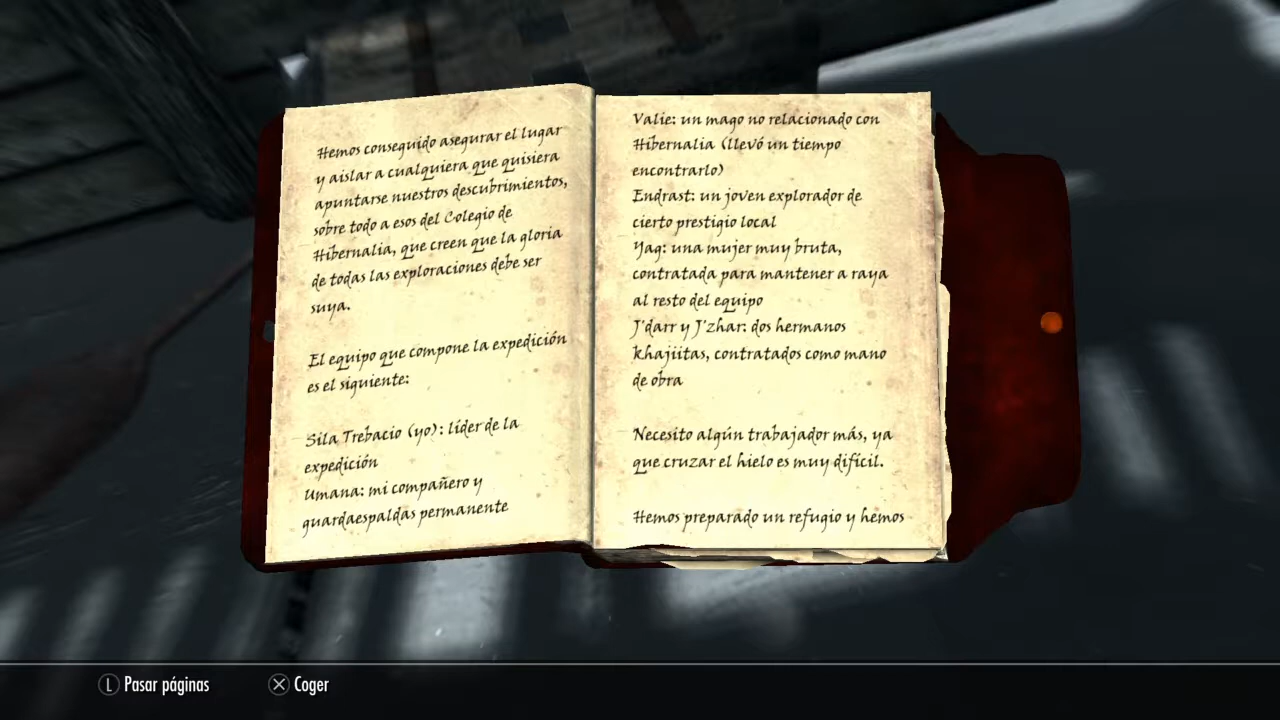 Hemos conseguido asegurar el lugar
y aislar a cualquiera que quisiera
apuntarse nuestros descubrimientos,
sobre todo a esos del Colegio de
Hibernalia, que creen que la gloria
de todas las exploraciones debe ser
suya.
El equipo que compone la expedición
es el siguiente:
Sila Trebacio (yo): líder de la
expedición
Umana: mi compañero y
guardaespaldas permanente
Valie: un mago no relacionado con
Hibernalia (llevó un tiempo
encontrarlo)
Endrast: un joven explorador de
cierto prestigio local
Yag: una mujer muy bruta,
contratada para mantener a raya
al resto del equipo
J'darr y J'zhar: dos hermanos
khajiitas, contratados como mano
de obra
Necesito algún trabajador más, ya
que cruzar el hielo es muy difícil.
Hemos preparado un refugio y hemos
L Pasar páginas
Coger